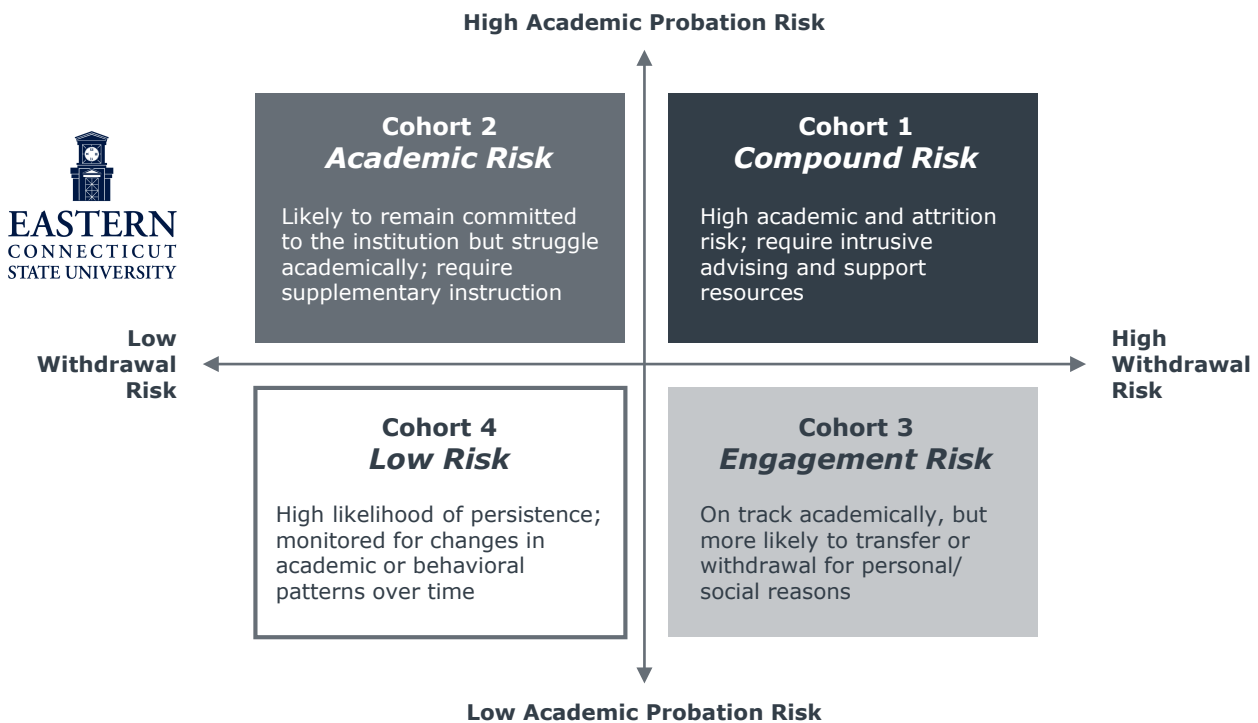 High Academic Probation Risk
Cohort 2
Academic Risk
Likely to remain committed
to the institution but struggle
academically; require
supplementary instruction
Cohort 1
Compound Risk
High academic and attrition
risk; require intrusive
advising and support
resources
EASTERN
CONNECTICUT
STATE UNIVERSITY
Low
Withdrawal
Risk
High
Withdrawal
Risk
Cohort 4
Low Risk
High likelihood of persistence;
monitored for changes in
academic or behavioral
patterns over time
Cohort 3
Engagement Risk
On track academically, but
more likely to transfer or
withdrawal for personal/
social reasons
Low Academic Probation Risk